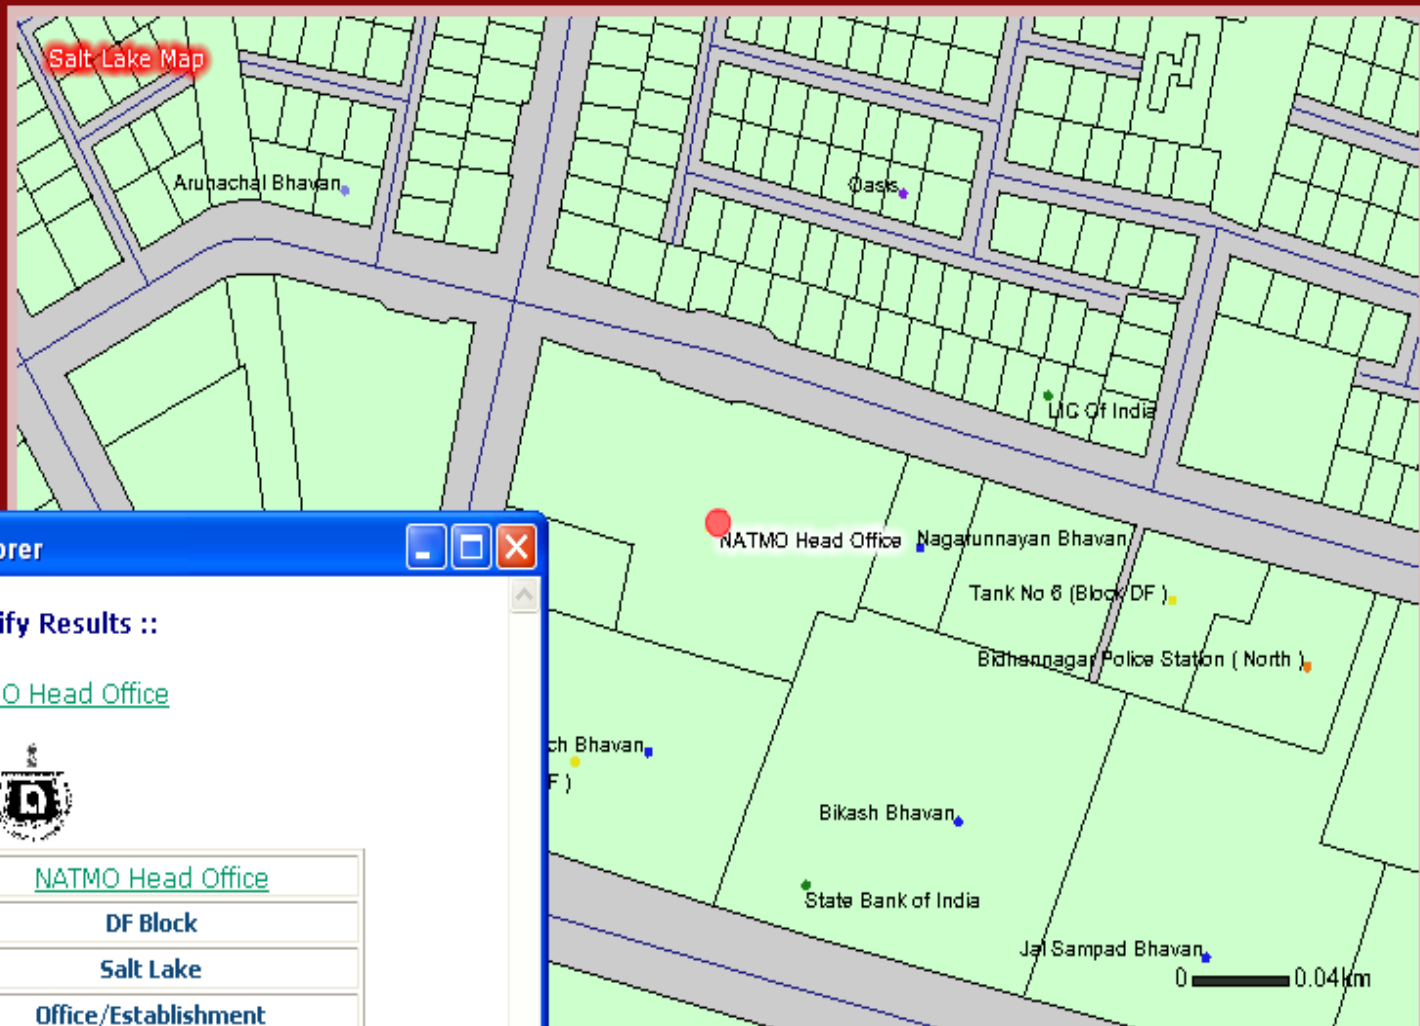 Salt Lake Map
Arunachal Bhavan
Oasis
LIC Of India
NATMO Head Office
Nagarunnayan Bhavan
Tank No 6 (Block DF )
Bidhannagar Police Station ( North )
ch Bhavan
F )
Bikash Bhavan
State Bank of India
Jal Sampad Bhavan
0 0.04 km
orer
ify Results ::
O Head Office
NATMO Head Office
DF Block
Salt Lake
Office/Establishment